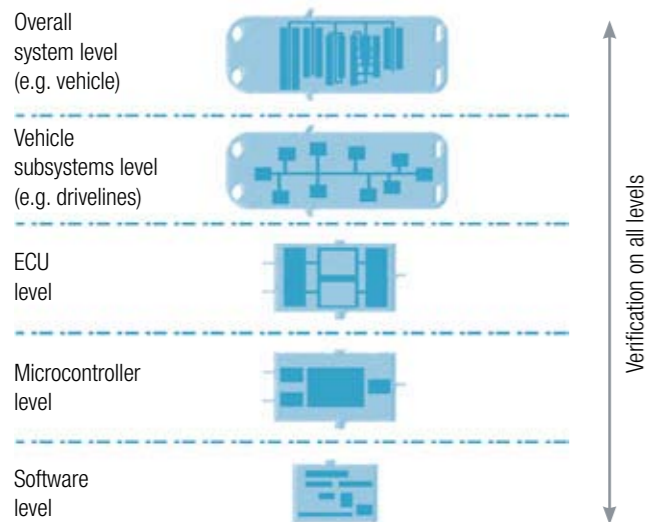 Overall
system level
(e.g. vehicle)
Vehicle
subsystems level
(e.g. drivelines)
ECU
level
Microcontroller
level
Software
level
Verification on all levels